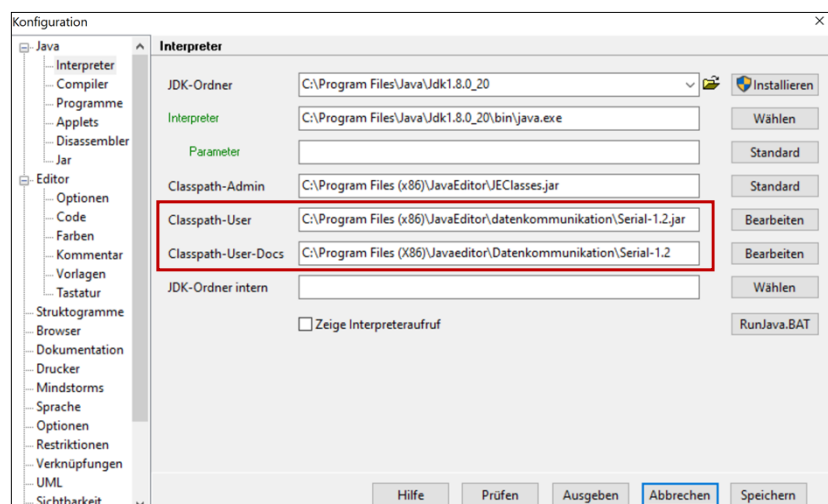 Konfiguration
Java
Interpreter
Compiler
Programme
Applets
Disassembler
Jar
Editor
Optionen
Code
Farben
Kommentar
Vorlagen
Tastatur
Struktogramme
Browser
Dokumentation
Drucker
Mindstorms
Sprache
Optionen
Restriktionen
Verknüpfungen
UML
Sichtbarkeit
Interpreter
JDK-Ordner C:\Program Files\Java\Jdk1.8.0_20 Installieren
Interpreter C:\Program Files\Java\Jdk1.8.0_20\bin\java.exe Wählen
Parameter Standard
Classpath-Admin C:\Program Files (x86)\JavaEditor\JEClasses.jar Standard
Classpath-User C:\Program Files (x86)\JavaEditor\datenkommunikation\Serial-1.2.jar Bearbeiten
Classpath-User-Docs C:\Program Files (X86)\Javaeditor\Datenkommunikation\Serial-1.2 Bearbeiten
JDK-Ordner intern Wählen
Zeige Interpreteraufruf RunJava.BAT
Hilfe Prüfen Ausgeben Abbrechen Speichern